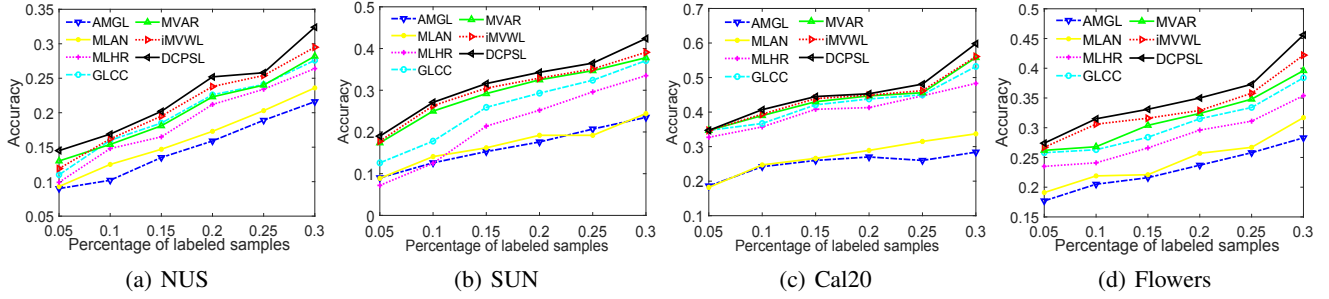 0.35
0.3
0.25
0.2
0.15
0.1
0.05
Accuracy
AMGL
MLAN
MLHR
GLCC
MVAR
iMVWL
DCPSL
0.05 0.1 0.15 0.2 0.25 0.3
Percentage of labeled samples
(a) NUS
0.5
0.4
0.3
0.2
0.1
0
Accuracy
AMGL
MLAN
MLHR
GLCC
MVAR
iMVWL
DCPSL
0.05 0.1 0.15 0.2 0.25 0.3
Percentage of labeled samples
(b) SUN
0.7
0.6
0.5
0.4
0.3
0.2
0.1
Accuracy
AMGL
MLAN
MLHR
GLCC
MVAR
iMVWL
DCPSL
0.05 0.1 0.15 0.2 0.25 0.3
Percentage of labeled samples
(c) Cal20
0.5
0.45
0.4
0.35
0.3
0.25
0.2
0.15
Accuracy
AMGL
MLAN
MLHR
GLCC
MVAR
iMVWL
DCPSL
0.05 0.1 0.15 0.2 0.25 0.3
Percentage of labeled samples
(d) Flowers